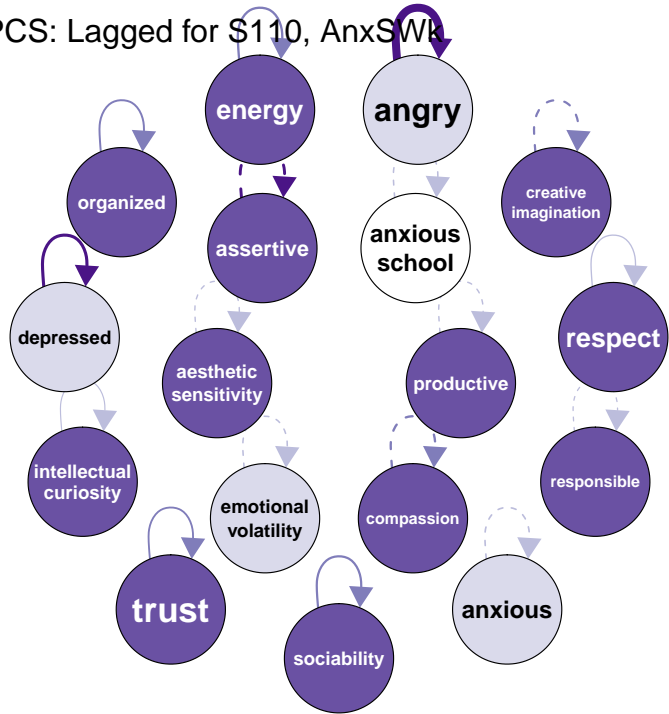 PCS: Lagged for S110, AnxSWk
energy
angry
organized
creative
imagination
assertive
anxious
school
depressed
respect
aesthetic
sensitivity
productive
intellectual
curiosity
emotional
volatility
compassion
responsible
trust
anxious
sociability